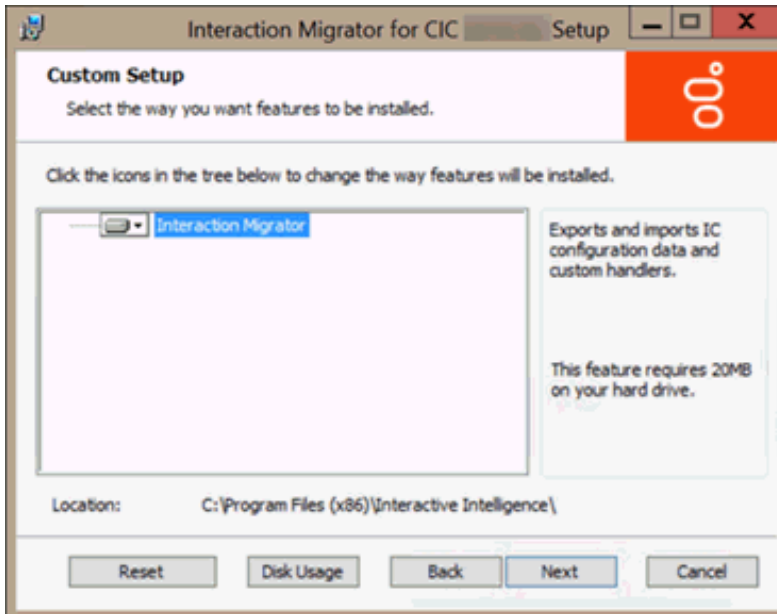 Interaction Migrator for CIC Setup
Custom Setup
Select the way you want features to be installed.
Click the icons in the tree below to change the way features will be installed.
Interaction Migrator
Exports and imports IC
configuration data and
custom handlers.
This feature requires 20MB
on your hard drive.
Location: C:\Program Files (x86)\Interactive Intelligence\
Reset Disk Usage Back Next Cancel